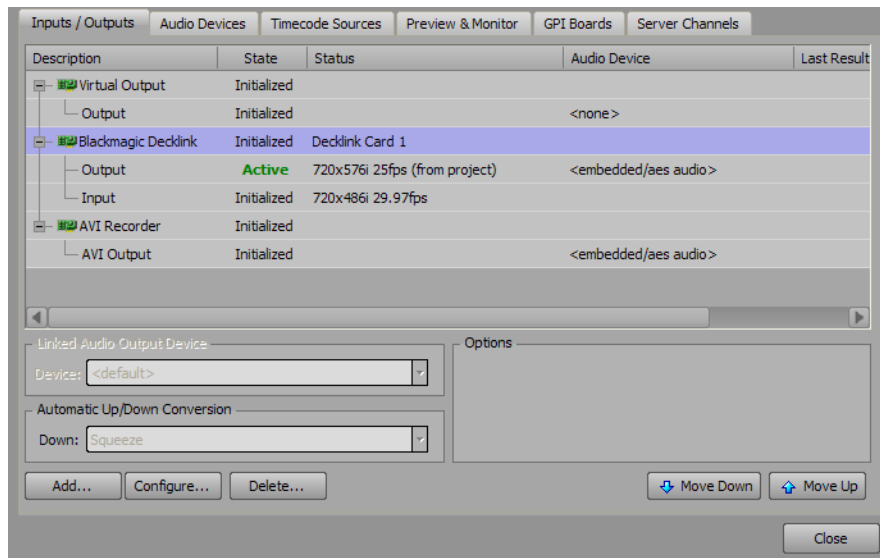 Inputs / Outputs Audio Devices Timecode Sources Preview & Monitor GPI Boards Server Channels
Description State Status Audio Device Last Result
Virtual Output Initialized
Output Initialized <none>
Blackmagic Decklink Initialized Decklink Card 1
Output Active 720x576i 25fps (from project) <embedded/aes audio>
Input Initialized 720x486i 29.97fps
AVI Recorder Initialized
AVI Output Initialized <embedded/aes audio>
Linked Audio Output Device Options
Device: <default>
Automatic Up/Down Conversion
Down: Squeeze
Add... Configure... Delete... Move Down Move Up
Close